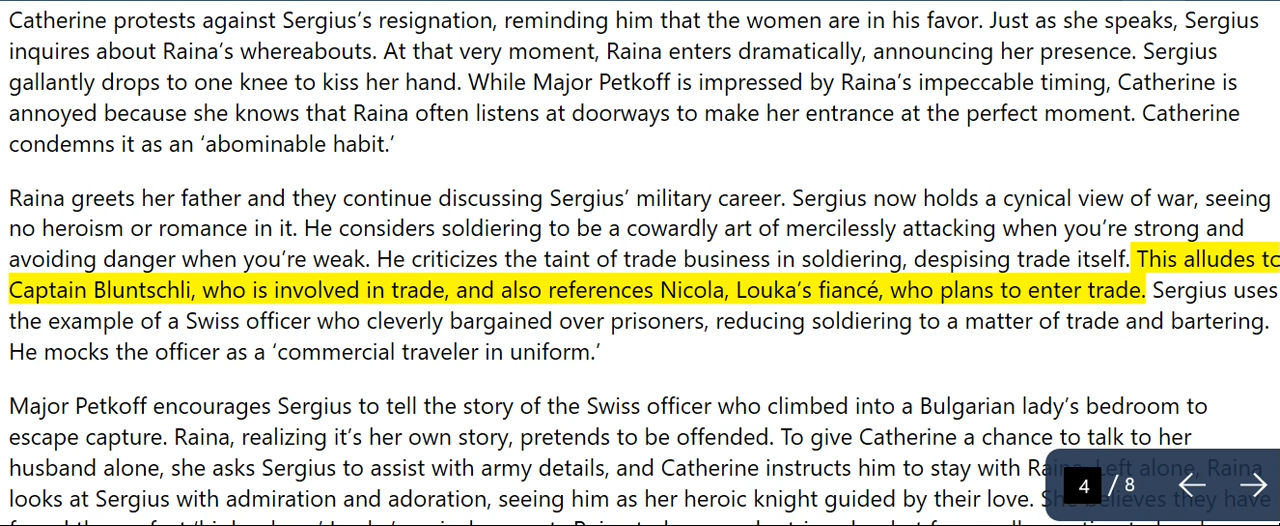 Catherine protests against Sergius’s resignation, reminding him that the women are in his favor. Just as she speaks, Sergius
inquires about Raina’s whereabouts. At that very moment, Raina enters dramatically, announcing her presence. Sergius
gallantly drops to one knee to kiss her hand. While Major Petkoff is impressed by Raina’s impeccable timing, Catherine is
annoyed because she knows that Raina often listens at doorways to make her entrance at the perfect moment. Catherine
condemns it as an ‘abominable habit.’
Raina greets her father and they continue discussing Sergius’ military career. Sergius now holds a cynical view of war, seeing
no heroism or romance in it. He considers soldiering to be a cowardly art of mercilessly attacking when you’re strong and
avoiding danger when you’re weak. He criticizes the taint of trade business in soldiering, despising trade itself. This alludes to
Captain Bluntschli, who is involved in trade, and also references Nicola, Louka’s fiancé, who plans to enter trade. Sergius uses
the example of a Swiss officer who cleverly bargained over prisoners, reducing soldiering to a matter of trade and bartering.
He mocks the officer as a ‘commercial traveler in uniform.’
Major Petkoff encourages Sergius to tell the story of the Swiss officer who climbed into a Bulgarian lady’s bedroom to
escape capture. Raina, realizing it’s her own story, pretends to be offended. To give Catherine a chance to talk to her
husband alone, she asks Sergius to assist with army details, and Catherine instructs him to stay with Raina. Left alone, Raina
looks at Sergius with admiration and adoration, seeing him as her heroic knight guided by their love. She believes they have
4 / 8